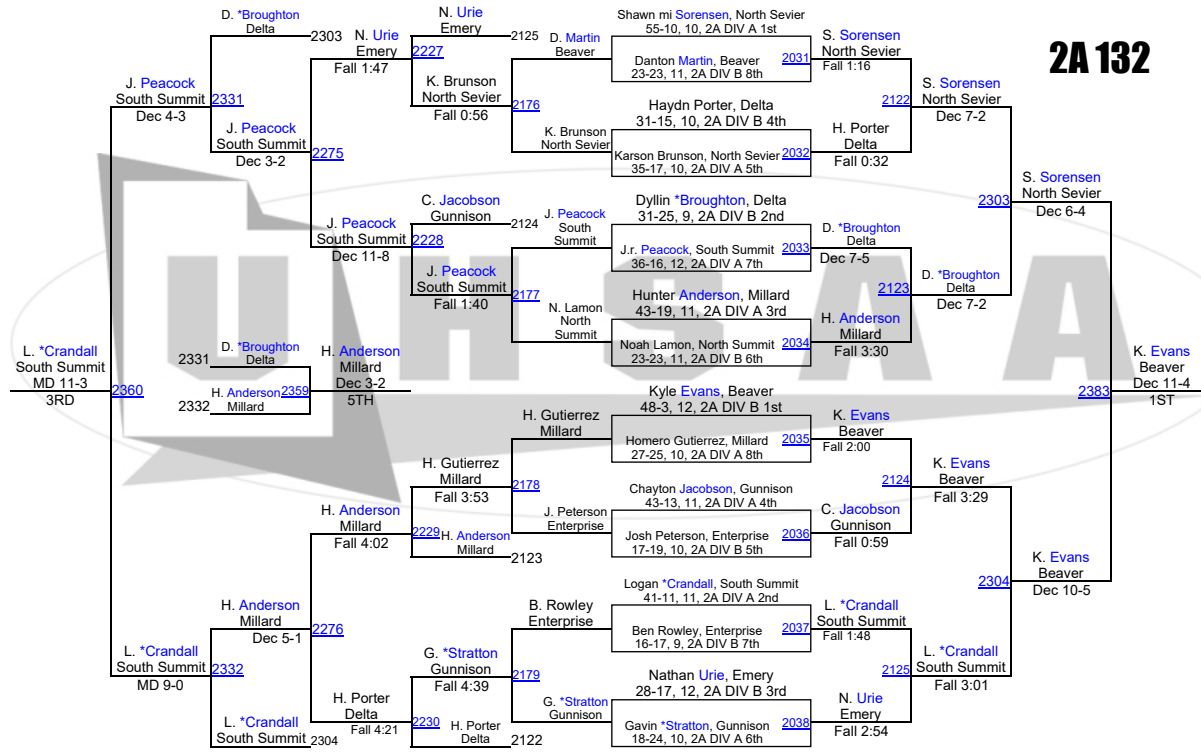 2A 132
D. *Broughton
Delta
2303
J. Peacock
South Summit
Dec 4-3
2331
J. Peacock
South Summit
Dec 3-2
2275
N. Urie
Emery
Fall 1:47
2227
N. Urie
Emery
2125
K. Brunson
North Sevier
Fall 0:56
2176
D. Martin
Beaver
K. Brunson
North Sevier
J. Peacock
South Summit
Dec 11-8
2228
C. Jacobson
Gunnison
2124
J. Peacock
South Summit
Fall 1:40
2177
J. Peacock
South
Summit
N. Lamon
North
Summit
L. *Crandall
South Summit
MD 11-3
3RD
2360
2331
D. *Broughton
Delta
2332
H. Anderson
Millard
2359
H. Anderson
Millard
Dec 3-2
5TH
H. Gutierrez
Millard
H. Gutierrez
Millard
Fall 3:53
2178
J. Peterson
Enterprise
H. Anderson
Millard
Fall 4:02
2229
H. Anderson
Millard
2123
H. Anderson
Millard
Dec 5-1
2276
B. Rowley
Enterprise
G. *Stratton
Gunnison
Fall 4:39
2179
G. *Stratton
Gunnison
L. *Crandall
South Summit
MD 9-0
2332
H. Porter
Delta
Fall 4:21
2230
H. Porter
Delta
2122
L. *Crandall
South Summit
2304
Shawn mi Sorensen, North Sevier
55-10, 10, 2A DIV A 1st
Danton Martin, Beaver
23-23, 11, 2A DIV B 8th
2031
Haydn Porter, Delta
31-15, 10, 2A DIV B 4th
Karson Brunson, North Sevier
35-17, 10, 2A DIV A 5th
2032
Dyllin *Broughton, Delta
31-25, 9, 2A DIV B 2nd
J.r. Peacock, South Summit
36-16, 12, 2A DIV A 7th
2033
Hunter Anderson, Millard
43-19, 11, 2A DIV A 3rd
Noah Lamon, North Summit
23-23, 11, 2A DIV B 6th
2034
Kyle Evans, Beaver
48-3, 12, 2A DIV B 1st
Homero Gutierrez, Millard
27-25, 10, 2A DIV A 8th
2035
Chayton Jacobson, Gunnison
43-13, 11, 2A DIV A 4th
Josh Peterson, Enterprise
17-19, 10, 2A DIV B 5th
2036
Logan *Crandall, South Summit
41-11, 11, 2A DIV A 2nd
Ben Rowley, Enterprise
16-17, 9, 2A DIV B 7th
2037
Nathan Urie, Emery
28-17, 12, 2A DIV B 3rd
Gavin *Stratton, Gunnison
18-24, 10, 2A DIV A 6th
2038
S. Sorensen
North Sevier
Fall 1:16
H. Porter
Delta
Fall 0:32
2122
S. Sorensen
North Sevier
Dec 7-2
D. *Broughton
Delta
Dec 7-5
H. Anderson
Millard
Fall 3:30
2123
D. *Broughton
Delta
Dec 7-2
2303
S. Sorensen
North Sevier
Dec 6-4
K. Evans
Beaver
Fall 2:00
C. Jacobson
Gunnison
Fall 0:59
2124
K. Evans
Beaver
Fall 3:29
L. *Crandall
South Summit
Fall 1:48
N. Urie
Emery
Fall 2:54
2125
L. *Crandall
South Summit
Fall 3:01
2304
K. Evans
Beaver
Dec 10-5
2383
K. Evans
Beaver
Dec 11-4
1ST
UHSAA